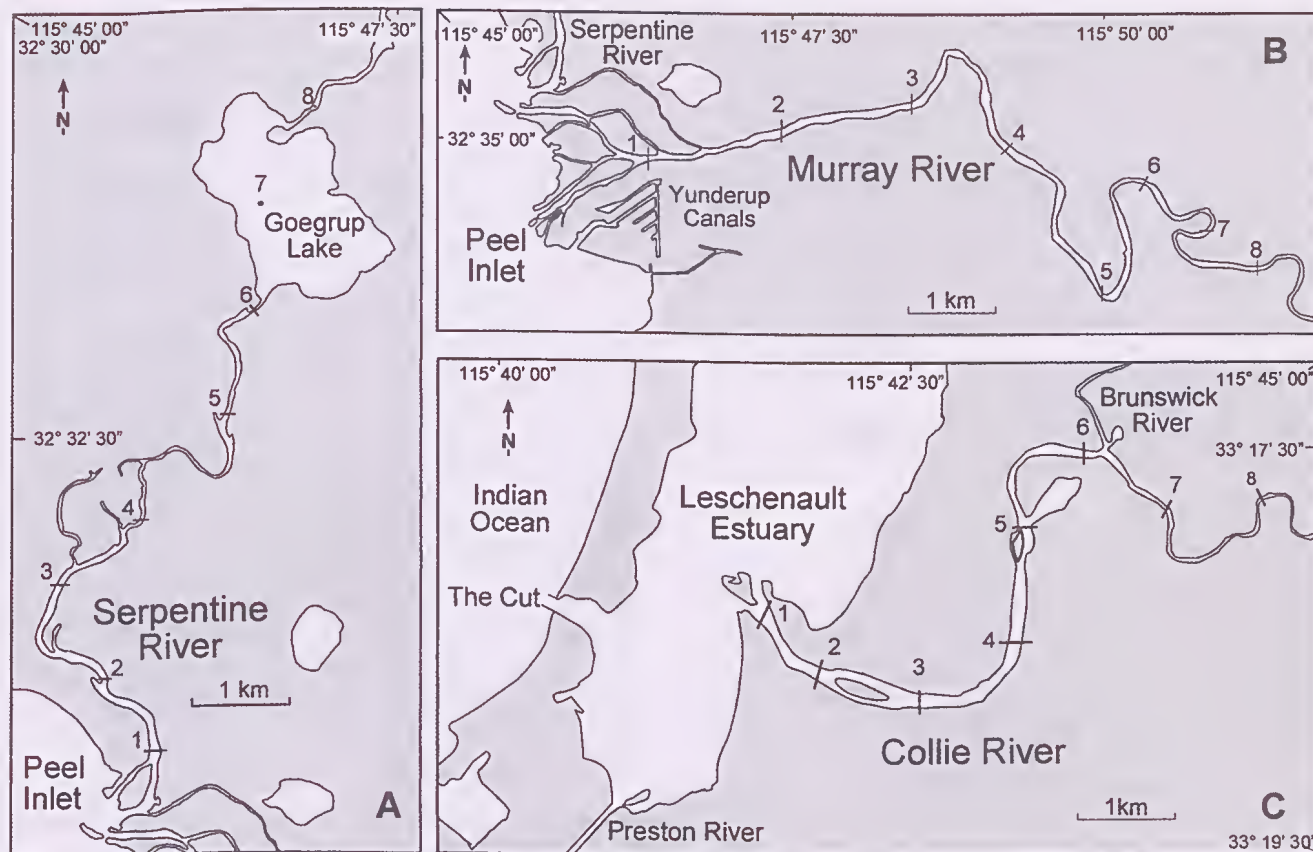 115° 45' 00"
32° 30' 00"
115° 47' 30"
N
8
7
Goegrup
Lake
6
5
32° 32' 30"
4
3
Serpentine
River
2
1 km
1
Peel
Inlet
A
115° 45' 00"
Serpentine
River
115° 47' 30"
115° 50' 00"
B
N
32° 35' 00"
1
2
3
4
Murray River
Yunderup
Canals
Peel
Inlet
5
6
7
8
1 km
115° 40' 00"
115° 42' 30"
115° 45' 00"
N
Brunswick
River
33° 17' 30"
Indian
Ocean
Leschenault
Estuary
6
7
8
5
The Cut
1
2
3
4
Collie River
Preston River
1km
C
33° 19' 30"